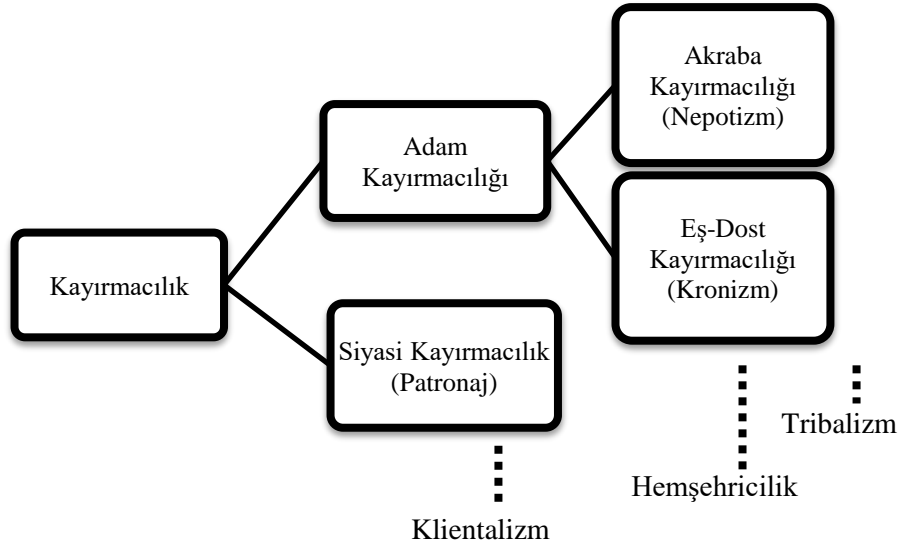 Akraba
Kayırmacılığı
(Nepotizm)
Adam
Kayırmacılığı
Eş-Dost
Kayırmacılığı
(Kronizm)
Kayırmacılık
Siyasi Kayırmacılık
(Patronaj)
Tribalizm
Hemşehricilik
Klientalizm